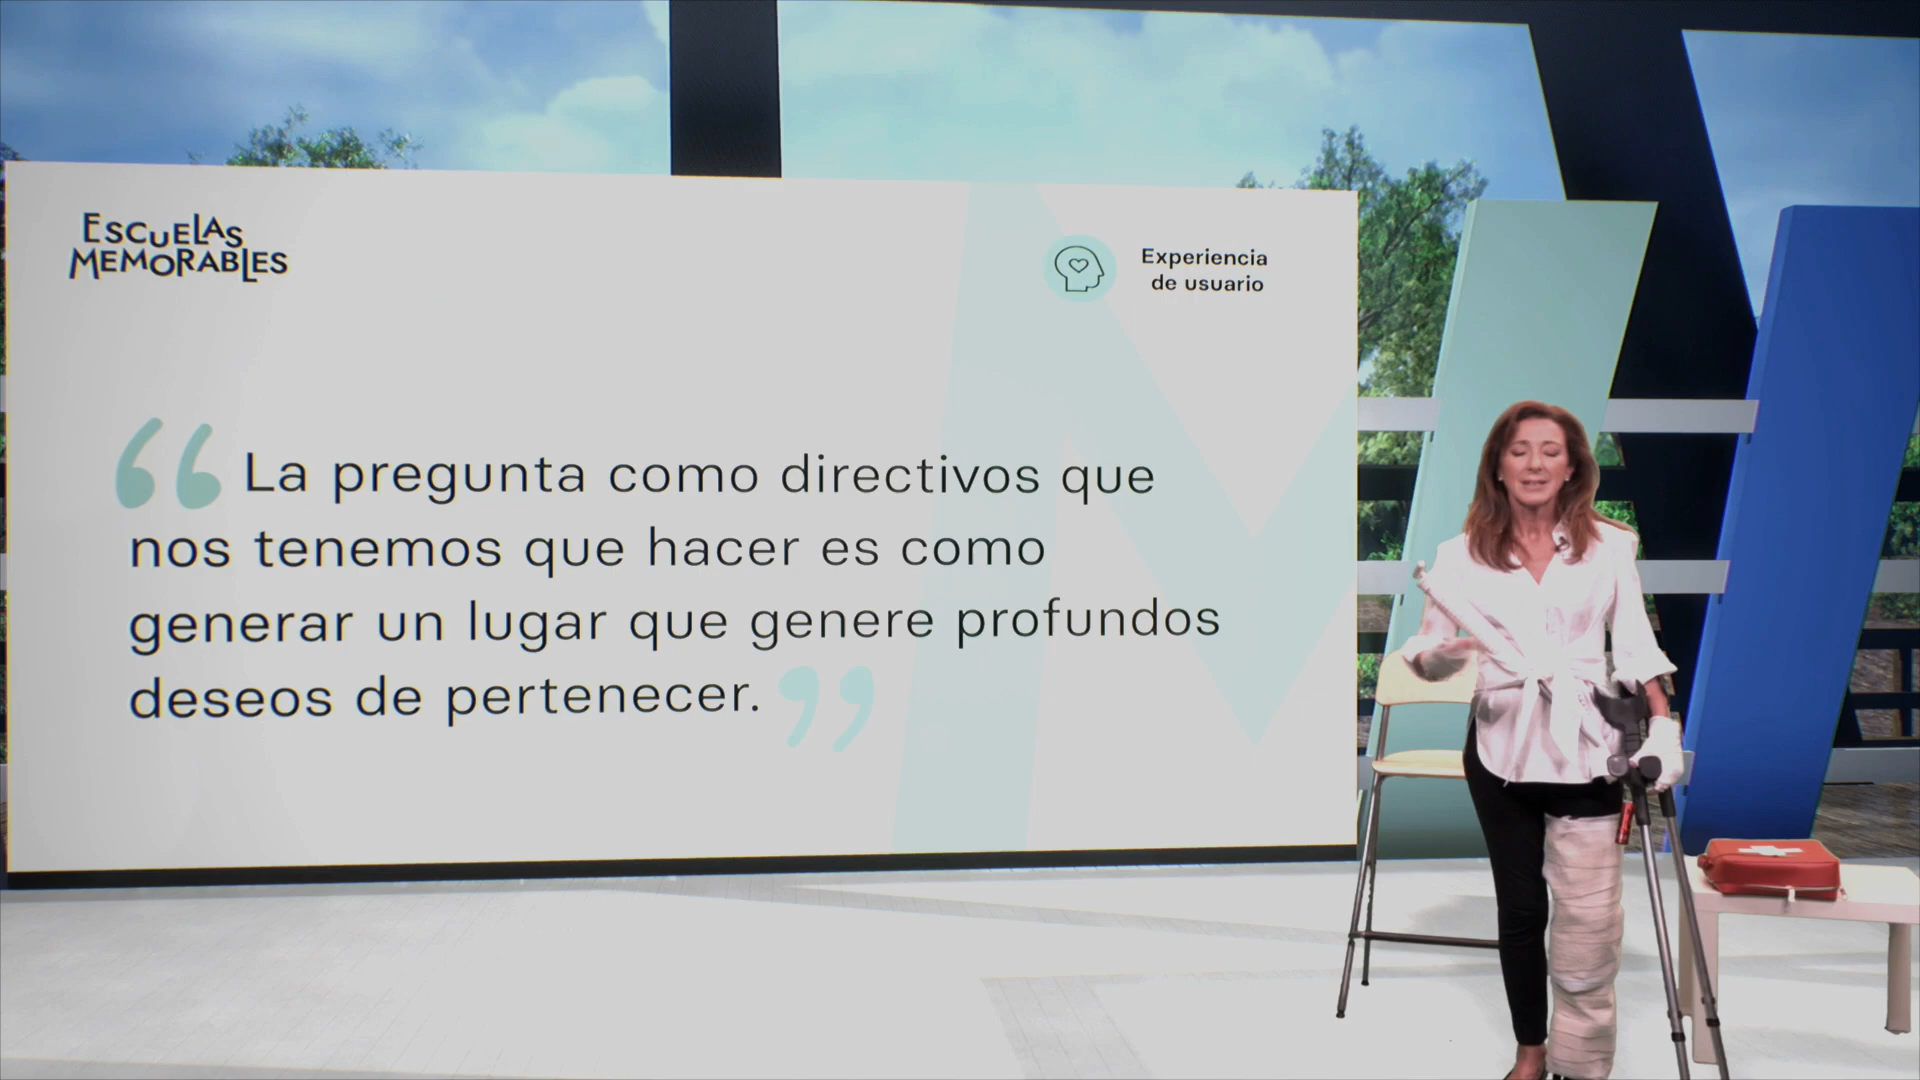 ESCUELAS
MEMORABLES
Experiencia
de usuario
“ La pregunta como directivos que
nos tenemos que hacer es como
generar un lugar que genere profundos
deseos de pertenecer. ”